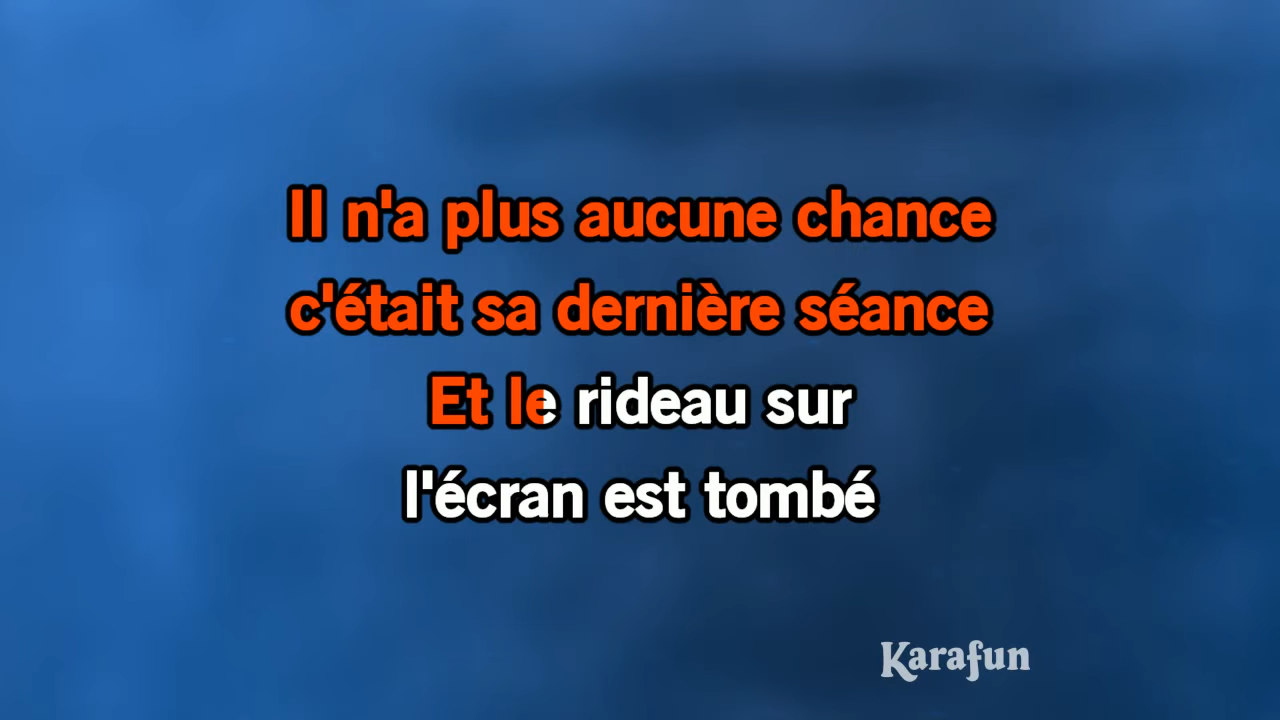 Il n'a plus aucune chance
c'était sa dernière séance
Et le rideau sur
l'écran est tombé
Karafun